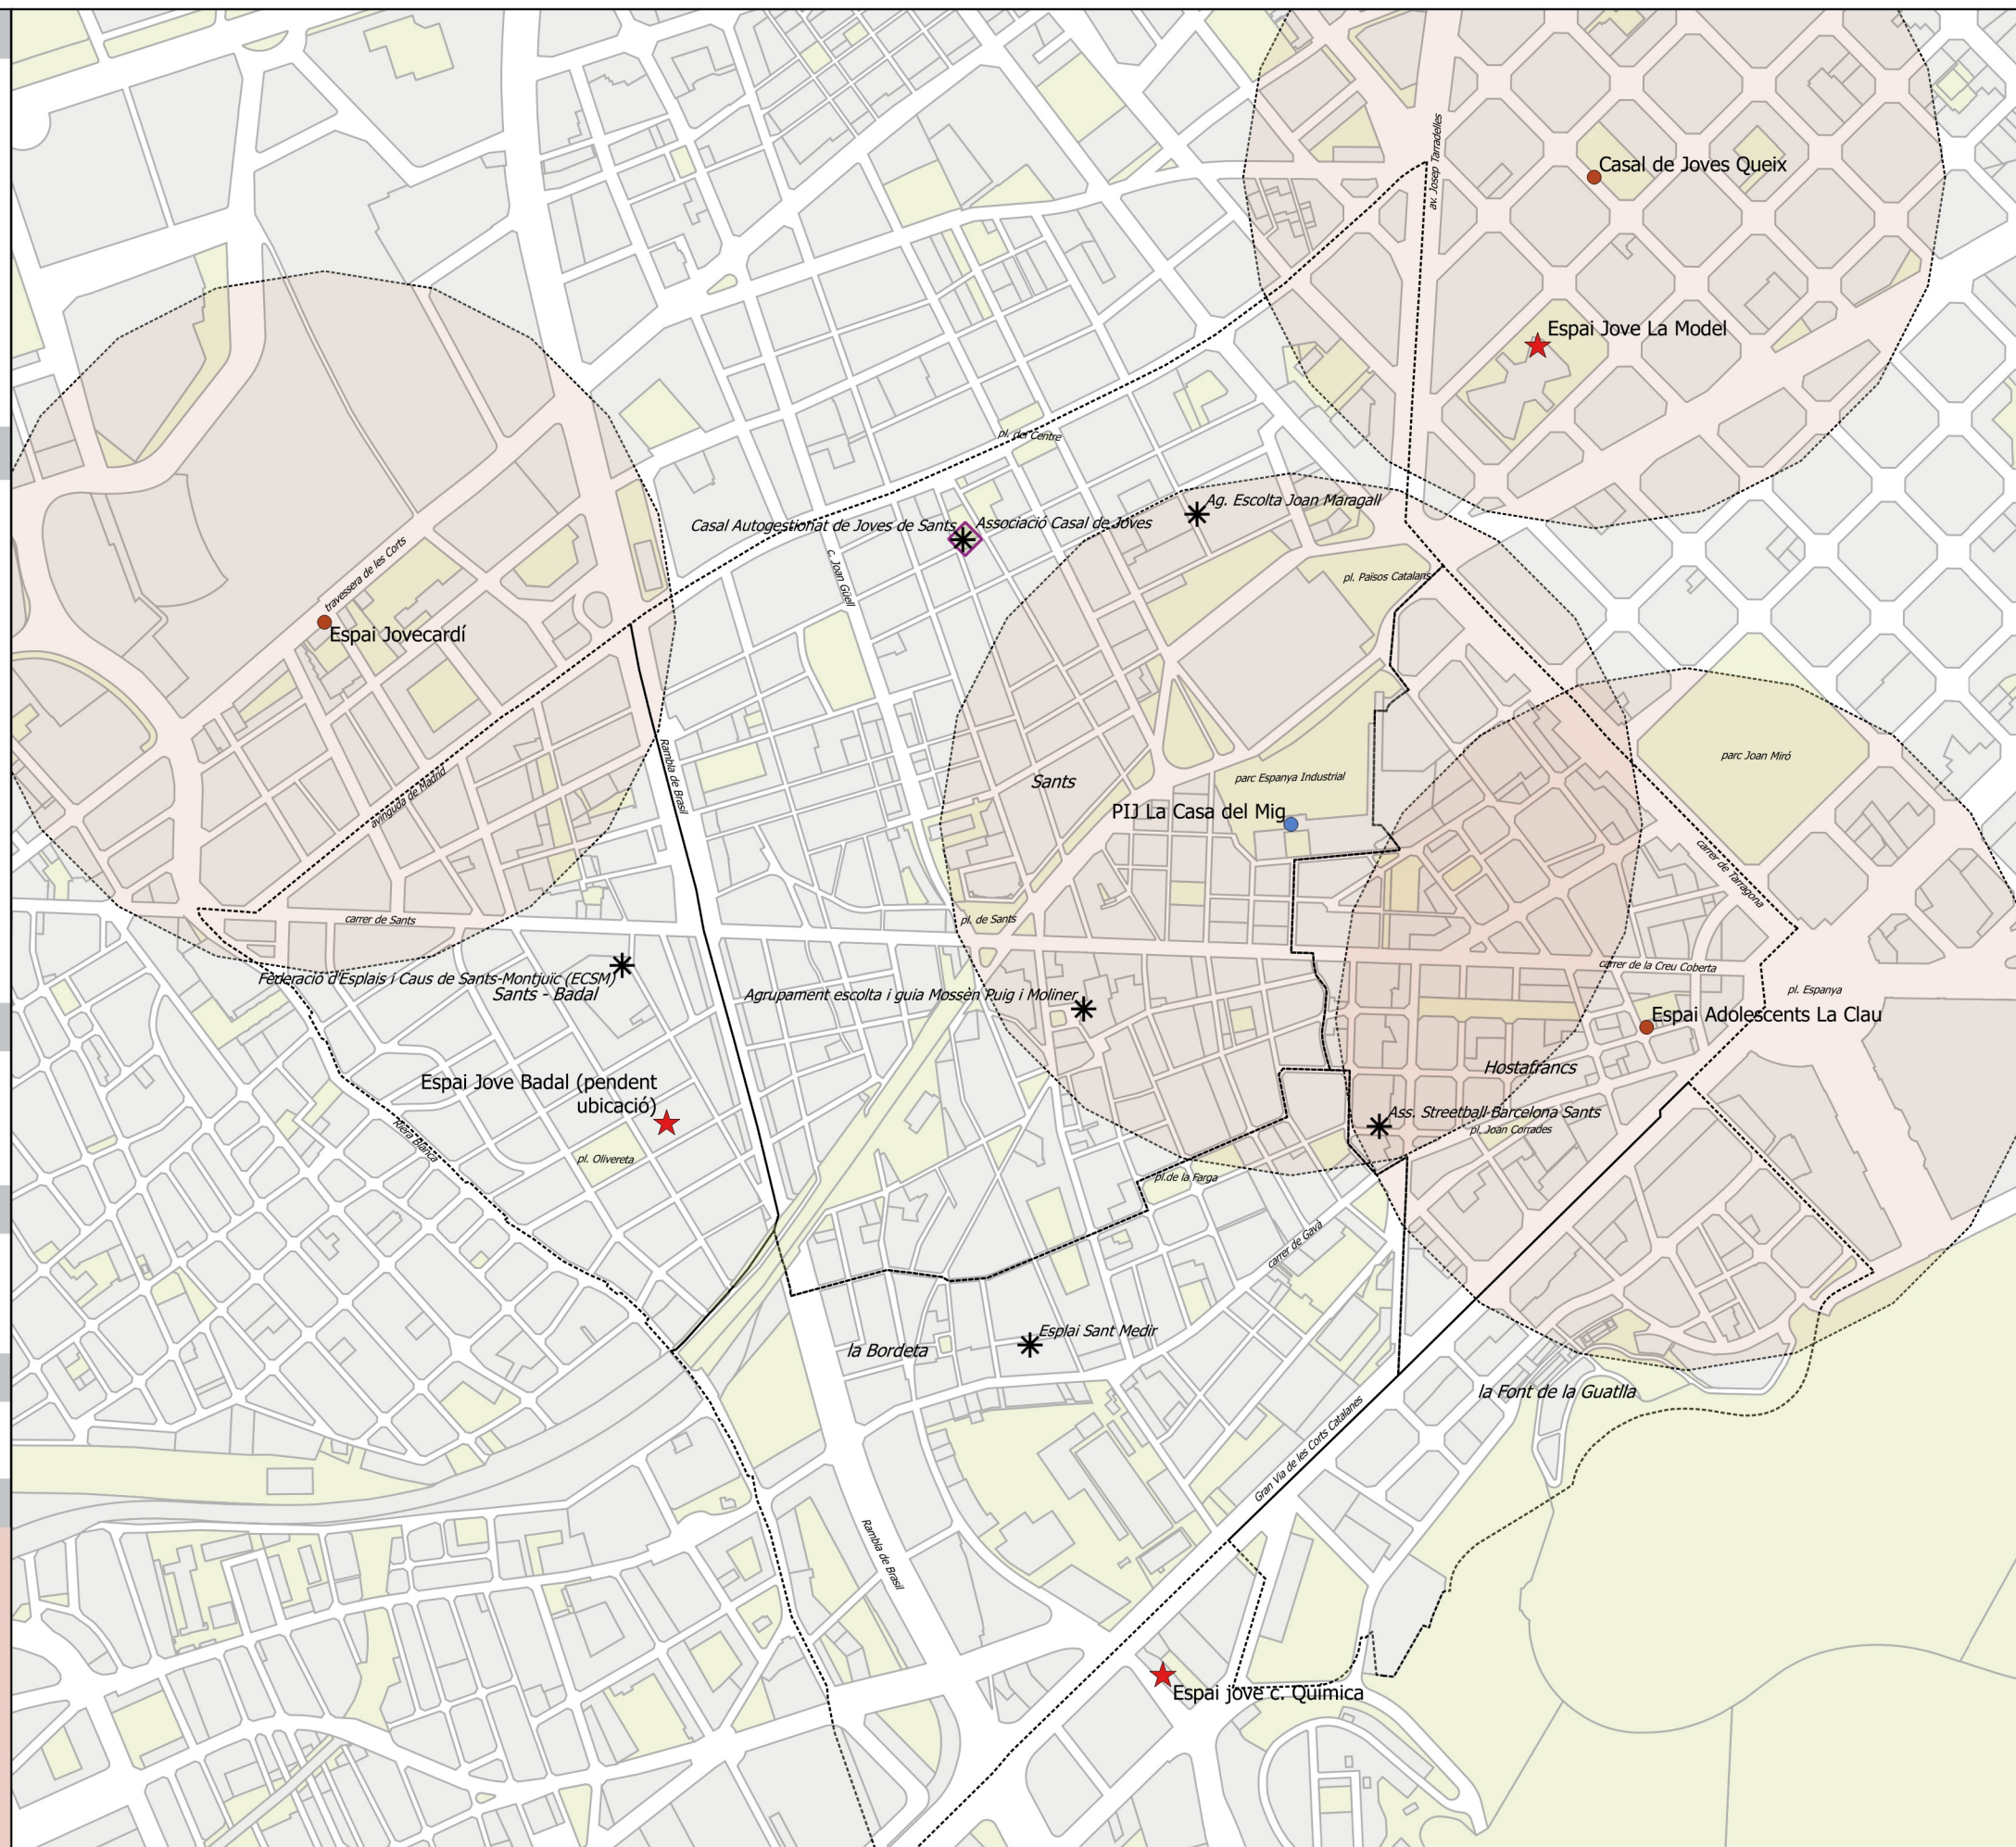 av. Josep Tarradelles
Casal de Joves Queix
Espai Jove La Model
pl. del Centre
Ag. Escolta Joan Maragall
Casal Autogestionat de Joves de Sants
Associació Casal de Joves
travessera de les Corts
c. Joan Güell
pl. Països Catalans
Espai Jovecardí
Rambla de Brasil
Sants
parc Espanya Industrial
parc Joan Miró
avinguda de Madrid
PIJ La Casa del Mig
carrer de Tarragona
carrer de Sants
pl. de Sants
carrer de la Creu Coberta
Federació d'Esplais i Caus de Sants-Montjuïc (ECSM)
Sants - Badal
Agrupament escolta i guia Mossèn Puig i Moliner
pl. Espanya
Espai Adolescents La Clau
Hostafrancs
Espai Jove Badal (pendent
ubicació)
Ass. Streetball Barcelona Sants
pl. Joan Corrades
Riera Blanca
pl. Olivereta
pl.de la Farga
carrer de Gavà
Esplai Sant Medir
la Bordeta
la Font de la Guatlla
Gran Via de les Corts Catalanes
Rambla de Brasil
Espai jove c. Química